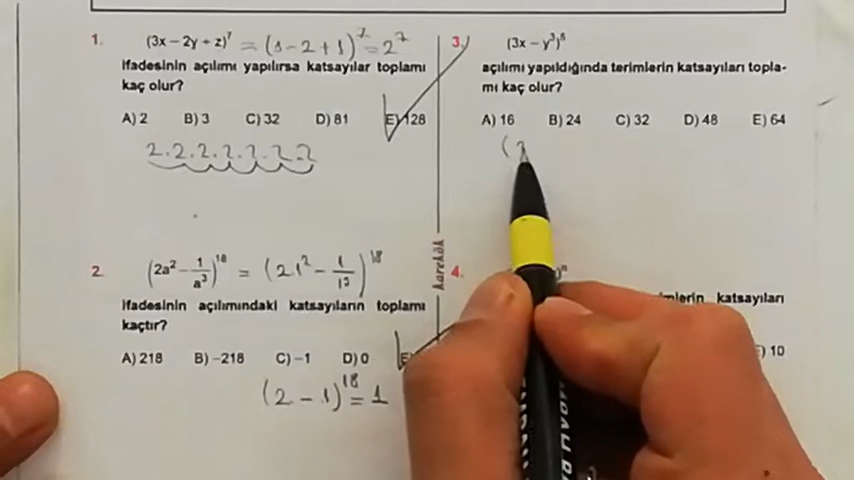 1. (3x – 2y + z)⁷ = (3 – 2 + 1)⁷ = 2⁷
ifadesinin açılımı yapılırsa katsayılar toplamı
kaç olur?
A) 2 B) 3 C) 32 D) 81 E) 128
2.2.2.2.2.2.2
2. (2a² – 1/a³)¹⁸ = (2.1² – 1/1³)¹⁸
ifadesinin açılımındaki katsayıların toplamı
kaçtır?
A) 218 B) –218 C) –1 D) 0
(2 – 1)¹⁸ = 1
karekök
3. (3x – y³)⁵
açılımı yapıldığında terimlerin katsayıları topla-
mı kaç olur?
A) 16 B) 24 C) 32 D) 48 E) 64
4.
katsayıları
10